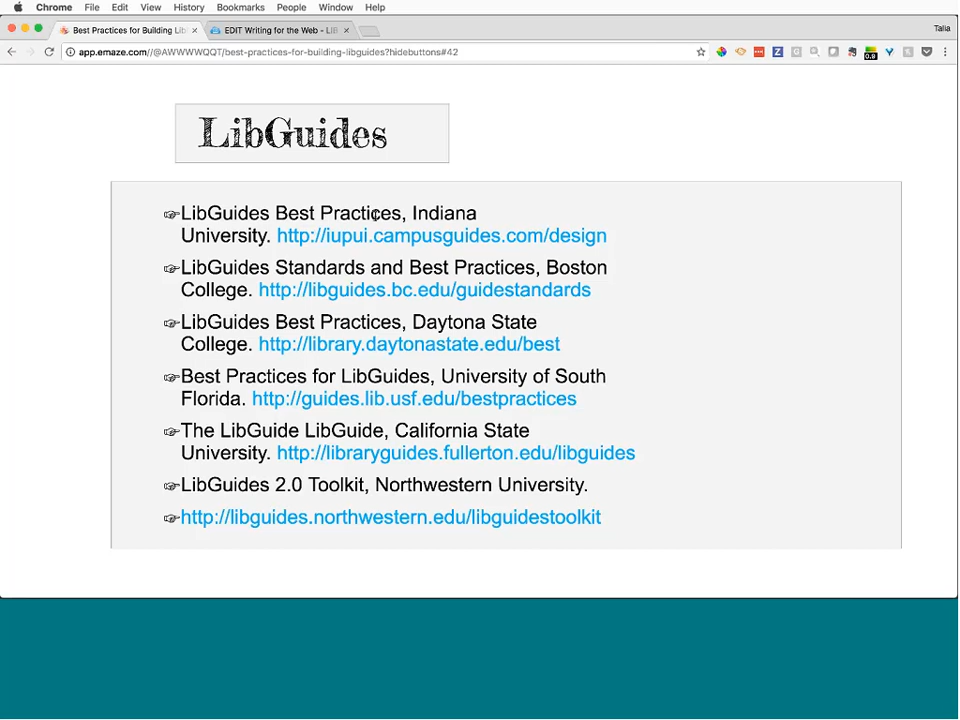 Chrome File Edit View History Bookmarks People Window Help
Best Practices for Building Lib
EDIT Writing for the Web - LIB
Talia
app.emaze.com//@AWWWWQQT/best-practices-for-building-libguides?hidebuttons#42
0.9
LibGuides
LibGuides Best Practices, Indiana
University. http://iupui.campusguides.com/design
LibGuides Standards and Best Practices, Boston
College. http://libguides.bc.edu/guidestandards
LibGuides Best Practices, Daytona State
College. http://library.daytonastate.edu/best
Best Practices for LibGuides, University of South
Florida. http://guides.lib.usf.edu/bestpractices
The LibGuide LibGuide, California State
University. http://libraryguides.fullerton.edu/libguides
LibGuides 2.0 Toolkit, Northwestern University.
http://libguides.northwestern.edu/libguidestoolkit